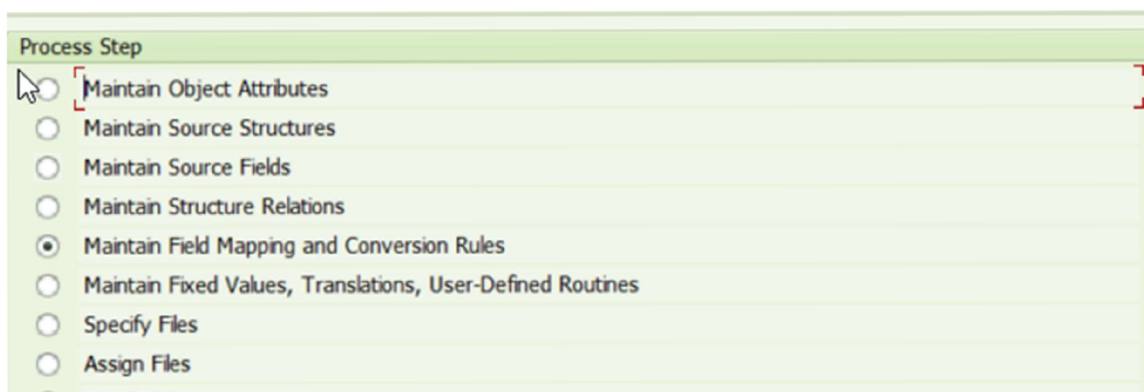 Process Step
Maintain Object Attributes
Maintain Source Structures
Maintain Source Fields
Maintain Structure Relations
Maintain Field Mapping and Conversion Rules
Maintain Fixed Values, Translations, User-Defined Routines
Specify Files
Assign Files